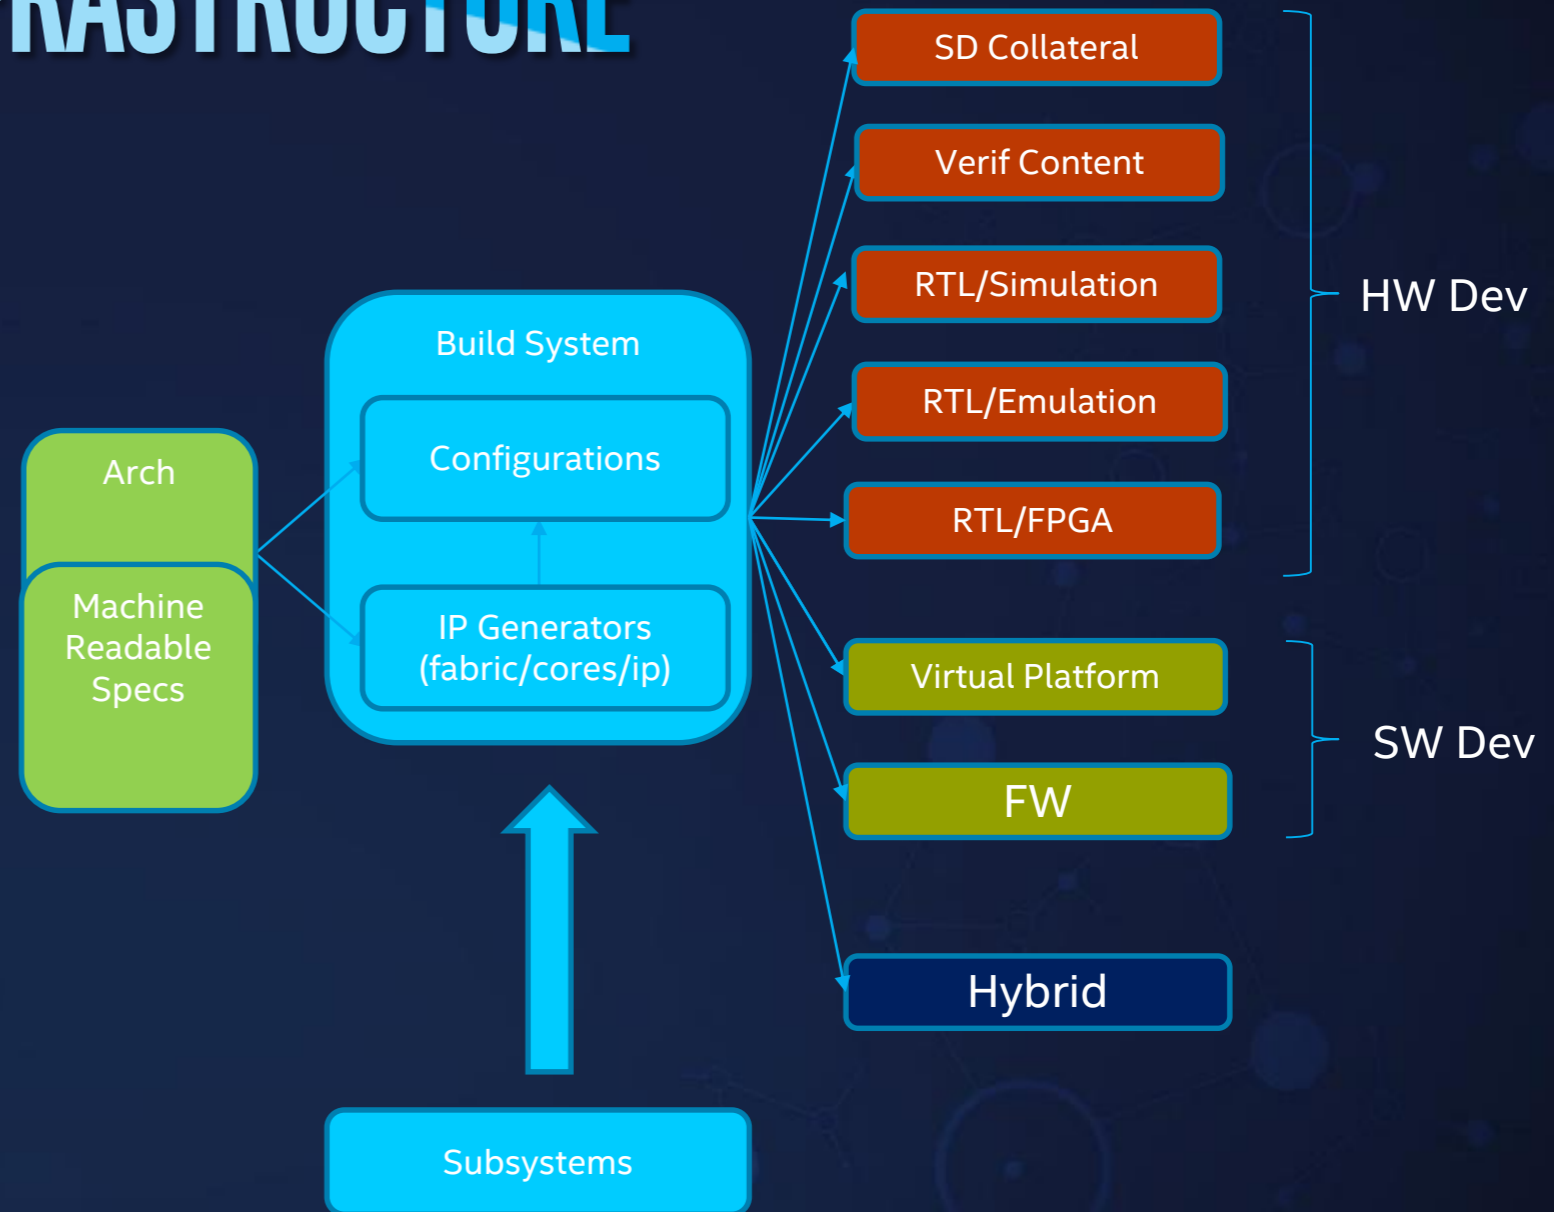 SD Collateral
Verif Content
RTL/Simulation
HW Dev
Build System
RTL/Emulation
Configurations
Arch
RTL/FPGA
Machine
Readable
Specs
IP Generators
(fabric/cores/ip)
Virtual Platform
SW Dev
FW
Hybrid
Subsystems